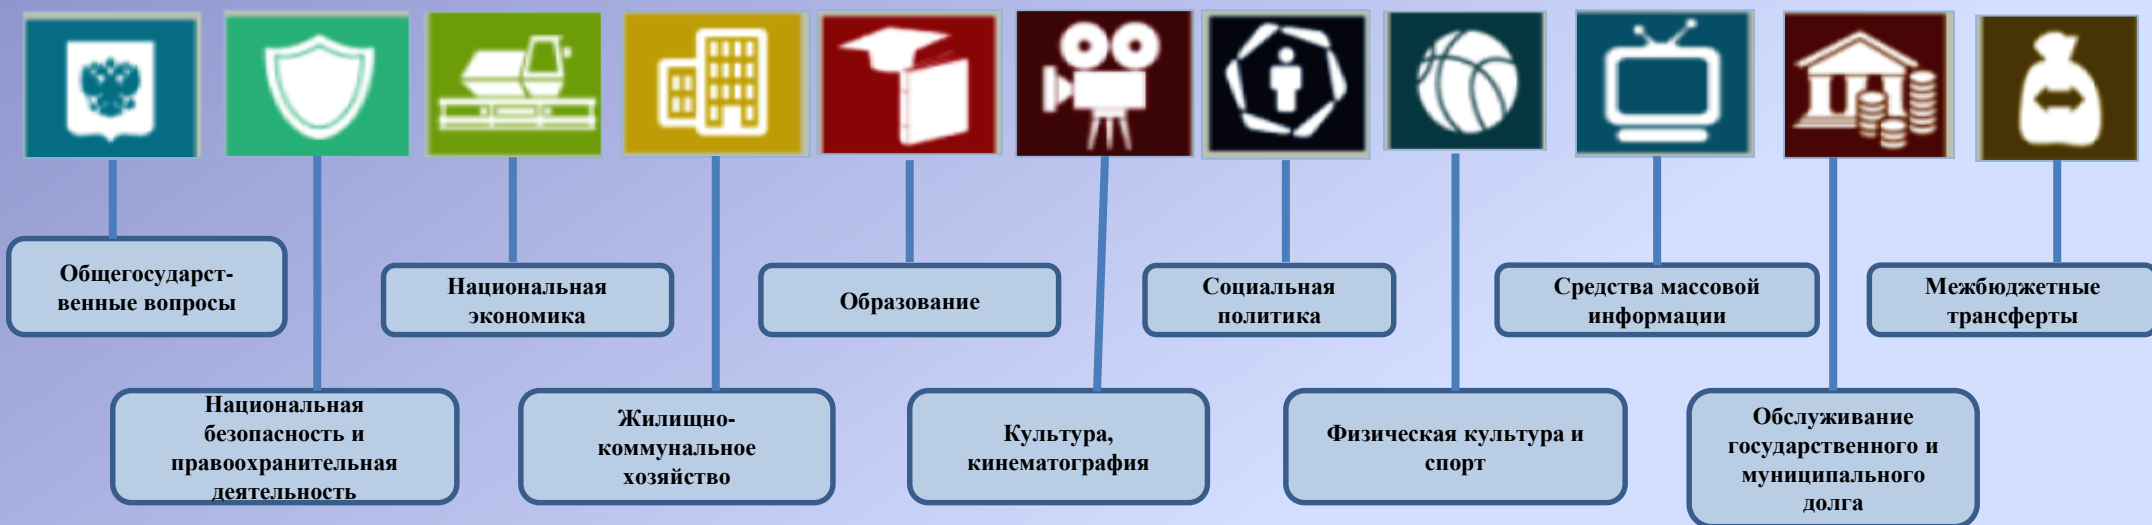 Общегосударст-
венные вопросы
Национальная
экономика
Образование
Социальная
политика
Средства массовой
информации
Межбюджетные
трансферты
Национальная
безопасность и
правоохранительная
деятельность
Жилищно-
коммунальное
хозяйство
Культура,
кинематография
Физическая культура и
спорт
Обслуживание
государственного и
муниципального
долга